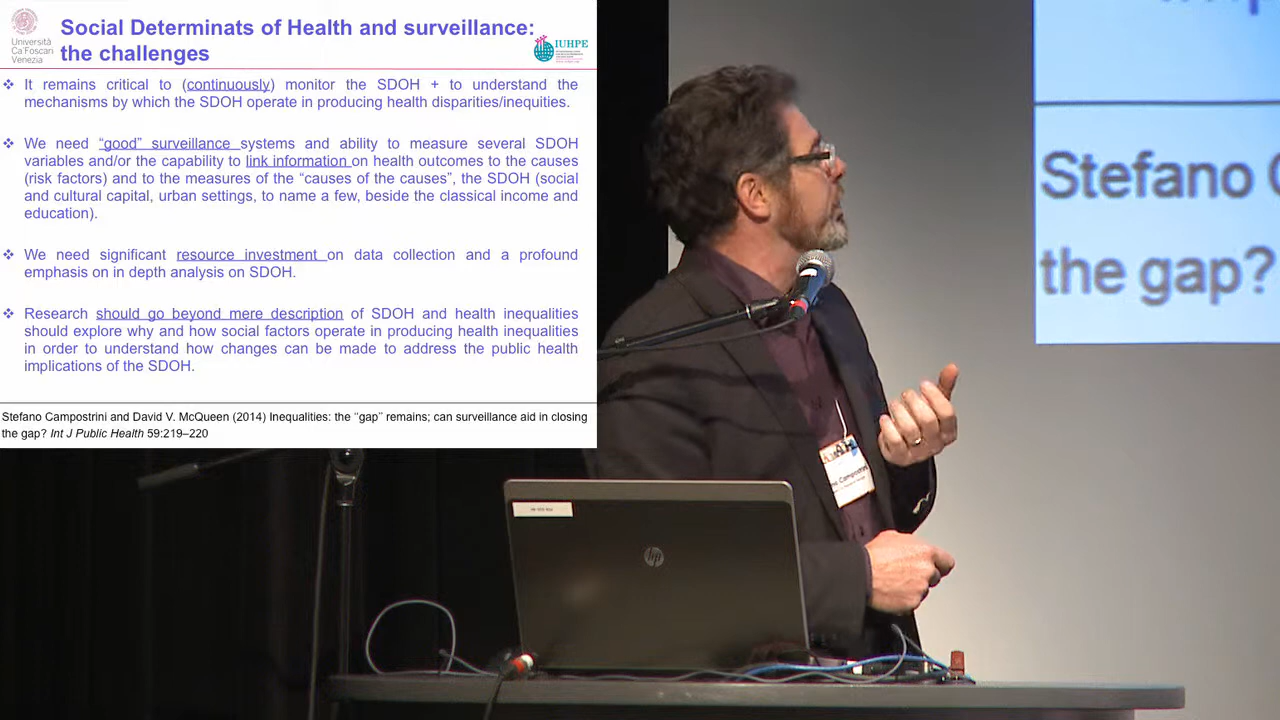 Social Determinats of Health and surveillance:
the challenges
Università
Ca'Foscari
Venezia
IUHPE
❖ It remains critical to (continuously) monitor the SDOH + to understand the
mechanisms by which the SDOH operate in producing health disparities/inequities.
❖ We need “good” surveillance systems and ability to measure several SDOH
variables and/or the capability to link information on health outcomes to the causes
(risk factors) and to the measures of the “causes of the causes”, the SDOH (social
and cultural capital, urban settings, to name a few, beside the classical income and
education).
❖ We need significant resource investment on data collection and a profound
emphasis on in depth analysis on SDOH.
❖ Research should go beyond mere description of SDOH and health inequalities
should explore why and how social factors operate in producing health inequalities
in order to understand how changes can be made to address the public health
implications of the SDOH.
Stefano Campostrini and David V. McQueen (2014) Inequalities: the “gap” remains; can surveillance aid in closing
the gap? Int J Public Health 59:219–220
Stefano
the gap?
Campostrini
hp